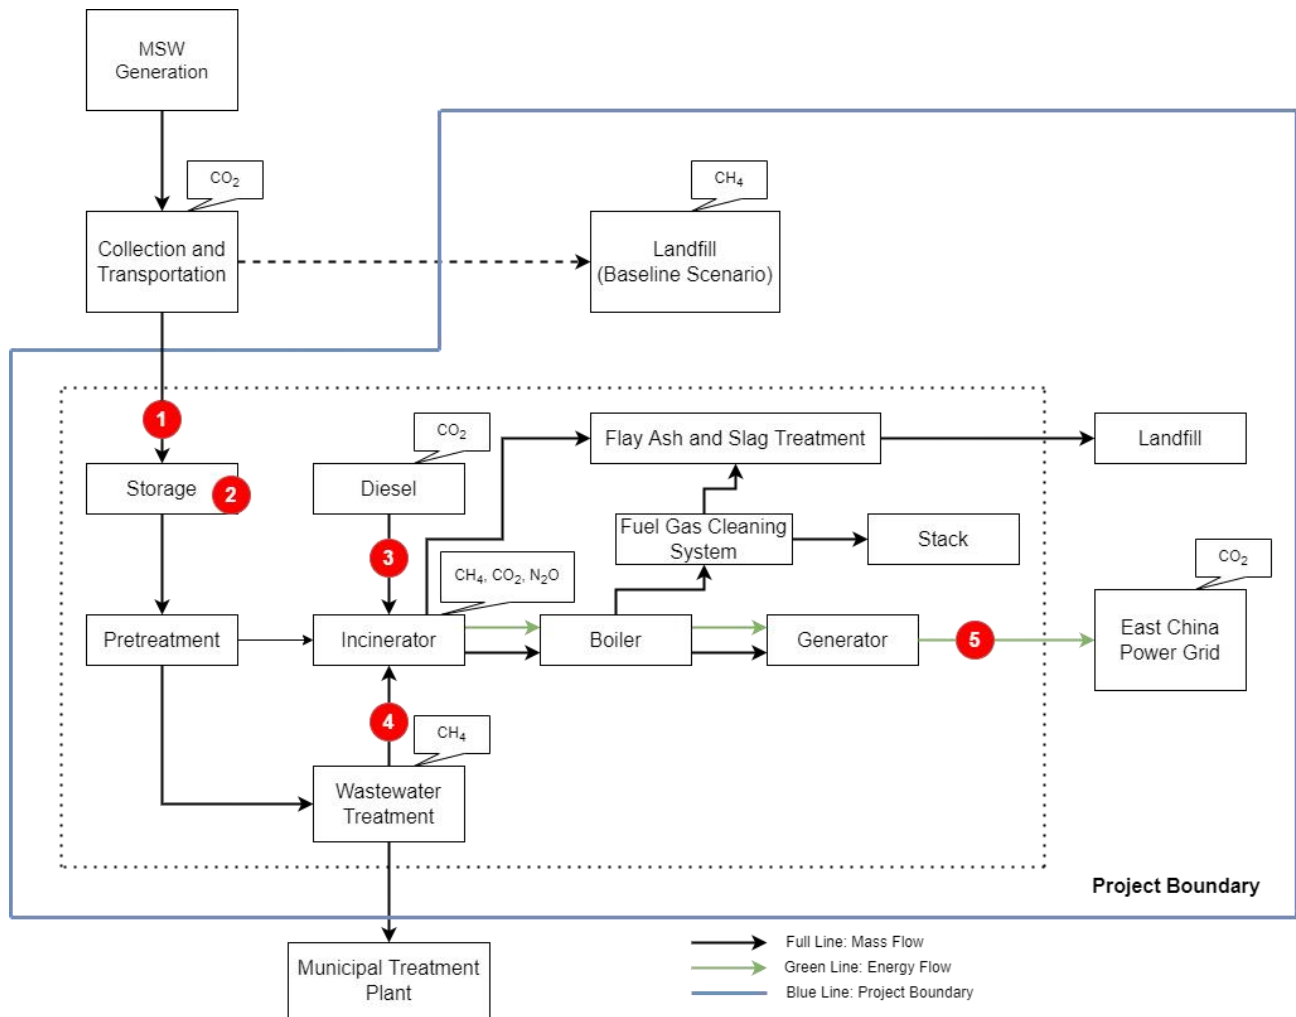 MSW
Generation
CO₂
CH₄
Collection and
Transportation
Landfill
(Baseline Scenario)
1
CO₂
Flay Ash and Slag Treatment
Landfill
Storage
2
Diesel
Fuel Gas Cleaning
System
Stack
3
CH₄, CO₂, N₂O
CO₂
Pretreatment
Incinerator
Boiler
Generator
5
East China
Power Grid
4
CH₄
Wastewater
Treatment
Project Boundary
Municipal Treatment
Plant
Full Line: Mass Flow
Green Line: Energy Flow
Blue Line: Project Boundary